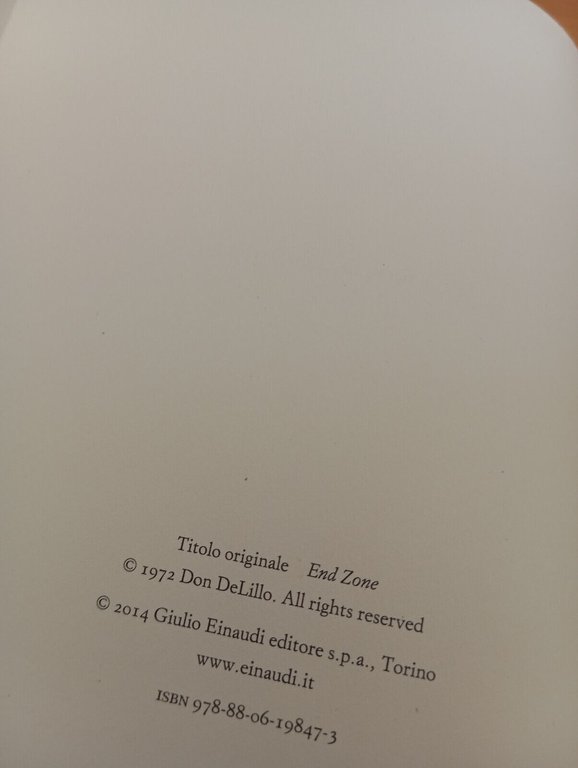 Titolo originale End Zone
© 1972 Don DeLillo. All rights reserved
© 2014 Giulio Einaudi editore s.p.a., Torino
www.einaudi.it
ISBN 978-88-06-19847-3